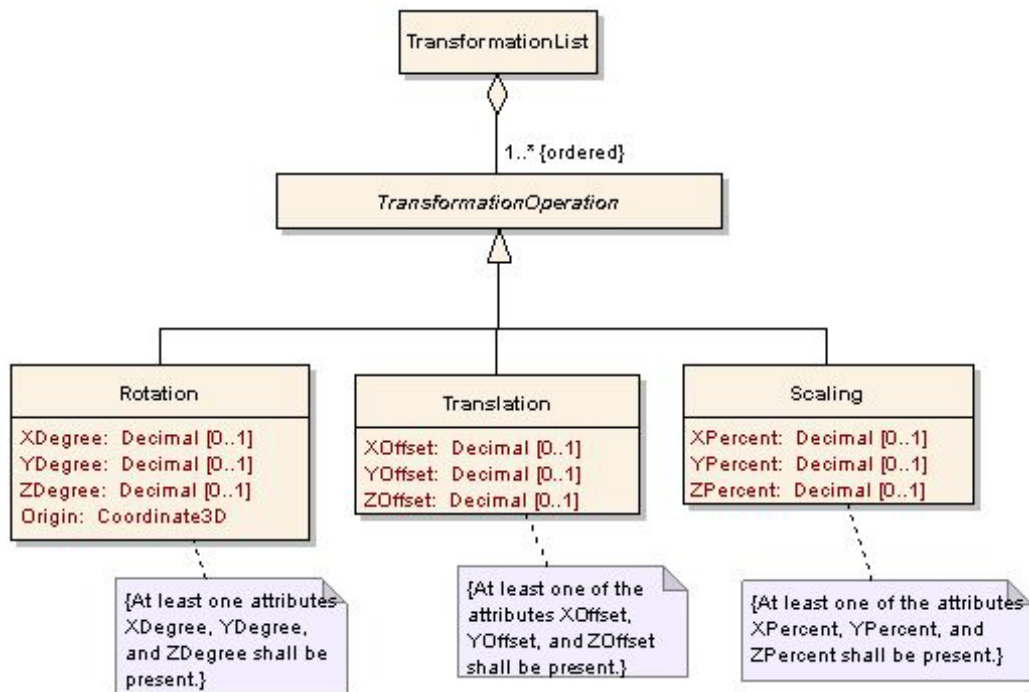 TransformationList
1..* {ordered}
TransformationOperation
Rotation
XDegree: Decimal [0..1]
YDegree: Decimal [0..1]
ZDegree: Decimal [0..1]
Origin: Coordinate3D
Translation
XOffset: Decimal [0..1]
YOffset: Decimal [0..1]
ZOffset: Decimal [0..1]
Scaling
XPercent: Decimal [0..1]
YPercent: Decimal [0..1]
ZPercent: Decimal [0..1]
{At least one attributes
XDegree, YDegree,
and ZDegree shall be
present.}
{At least one of the
attributes XOffset,
YOffset, and ZOffset
shall be present.}
{At least one of the attributes
XPercent, YPercent, and
ZPercent shall be present.}